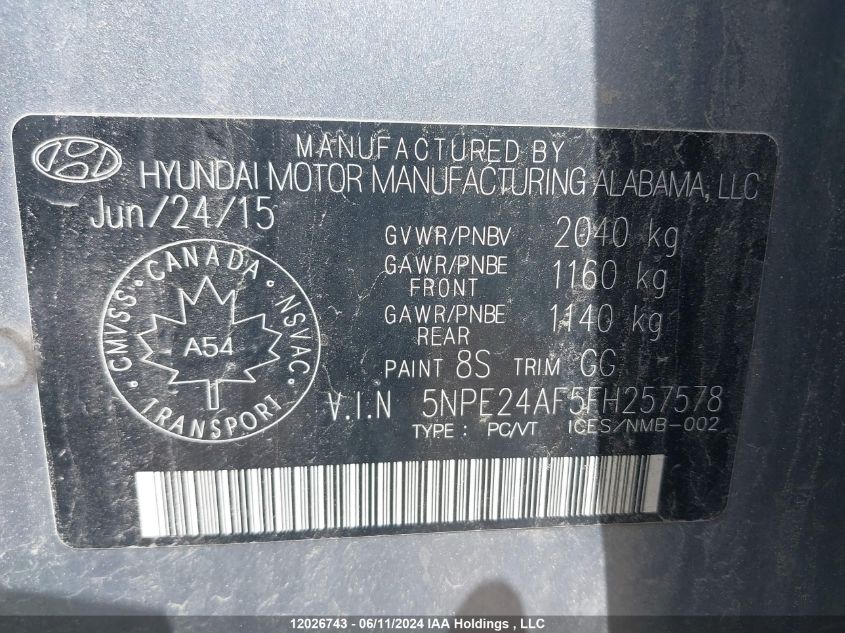 MANUFACTURED BY
HYUNDAI MOTOR MANUFACTURING ALABAMA, LLC
Jun/24/15
GVWR/PNBV 2040 kg
GAWR/PNBE FRONT 1160 kg
GAWR/PNBE REAR 1140 kg
PAINT 8S TRIM GG
V.I.N 5NPE24AF5FH257578
TYPE : PC/VT ICES/NMB-002
CMVSS · CANADA · NSVAC
A54
TRANSPORT
12026743 - 06/11/2024 IAA Holdings , LLC